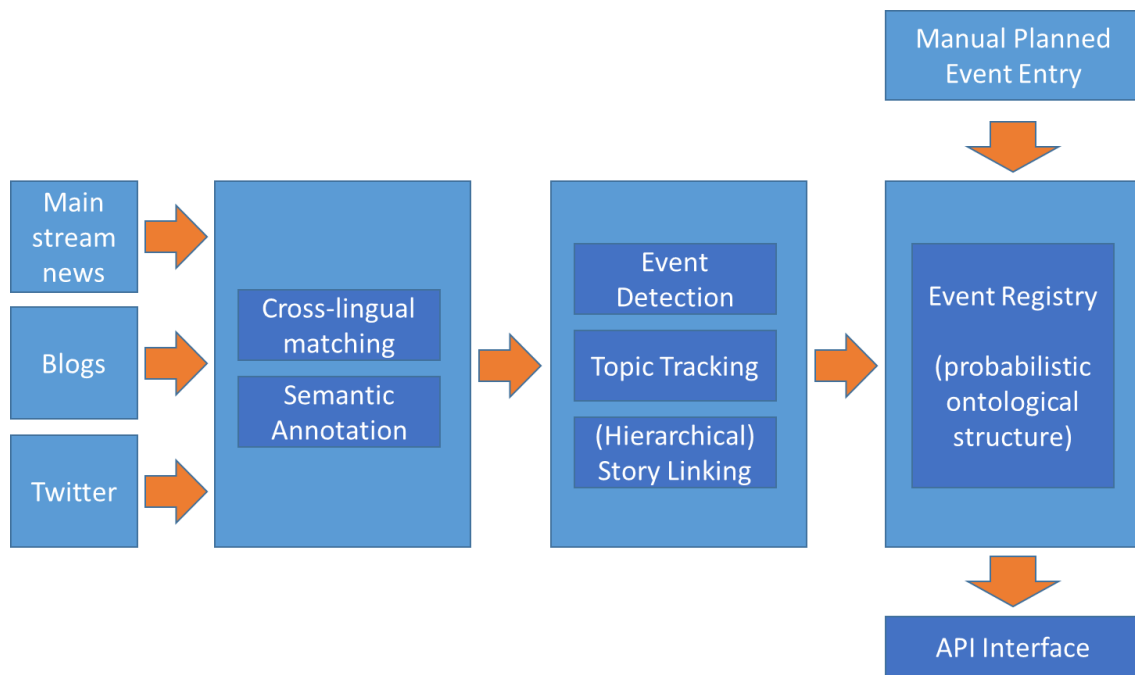 Manual Planned
Event Entry
Main
stream
news
Blogs
Twitter
Cross-lingual
matching
Semantic
Annotation
Event
Detection
Topic Tracking
(Hierarchical)
Story Linking
Event Registry
(probabilistic
ontological
structure)
API Interface